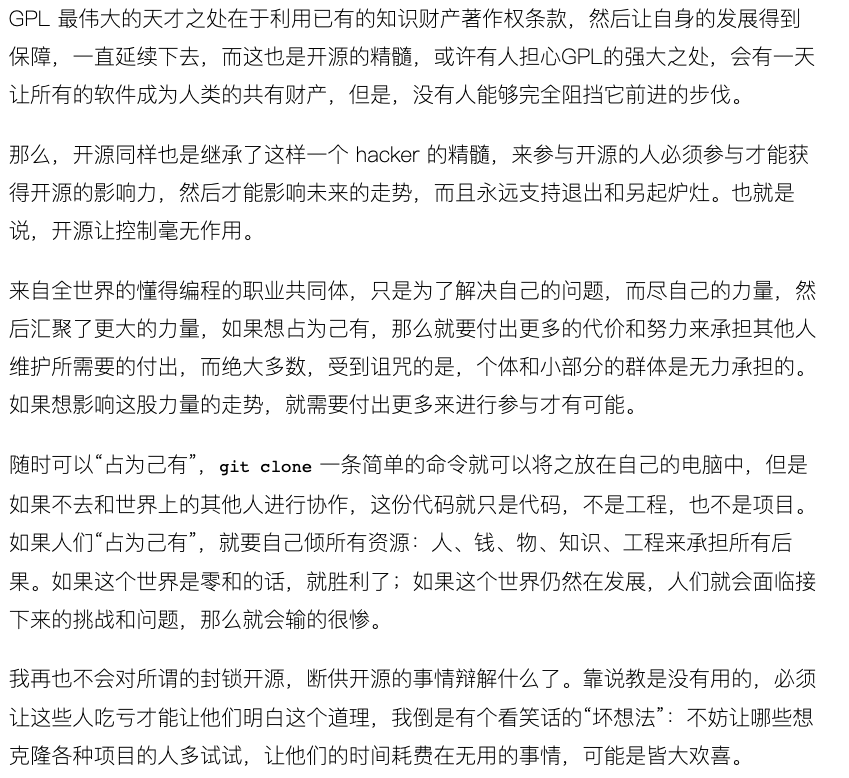 GPL 最伟大的天才之处在于利用已有的知识财产著作权条款，然后让自身的发展得到
保障，一直延续下去，而这也是开源的精髓，或许有人担心GPL的强大之处，会有一天
让所有的软件成为人类的共有财产，但是，没有人能够完全阻挡它前进的步伐。
那么，开源同样也是继承了这样一个 hacker 的精髓，来参与开源的人必须参与才能获
得开源的影响力，然后才能影响未来的走势，而且永远支持退出和另起炉灶。也就是
说，开源让控制毫无作用。
来自全世界的懂得编程的职业共同体，只是为了解决自己的问题，而尽自己的力量，然
后汇聚了更大的力量，如果想占为己有，那么就要付出更多的代价和努力来承担其他人
维护所需要的付出，而绝大多数，受到诅咒的是，个体和小部分的群体是无力承担的。
如果想影响这股力量的走势，就需要付出更多来进行参与才有可能。
随时可以“占为己有”，git clone 一条简单的命令就可以将之放在自己的电脑中，但是
如果不去和世界上的其他人进行协作，这份代码就只是代码，不是工程，也不是项目。
如果人们“占为己有”，就要自己倾所有资源：人、钱、物、知识、工程来承担所有后
果。如果这个世界是零和的话，就胜利了；如果这个世界仍然在发展，人们就会面临接
下来的挑战和问题，那么就会输的很惨。
我再也不会对所谓的封锁开源，断供开源的事情辩解什么了。靠说教是没有用的，必须
让这些人吃亏才能让他们明白这个道理，我倒是有个看笑话的“坏想法”：不妨让哪些想
克隆各种项目的人多试试，让他们的时间耗费在无用的事情，可能是皆大欢喜。